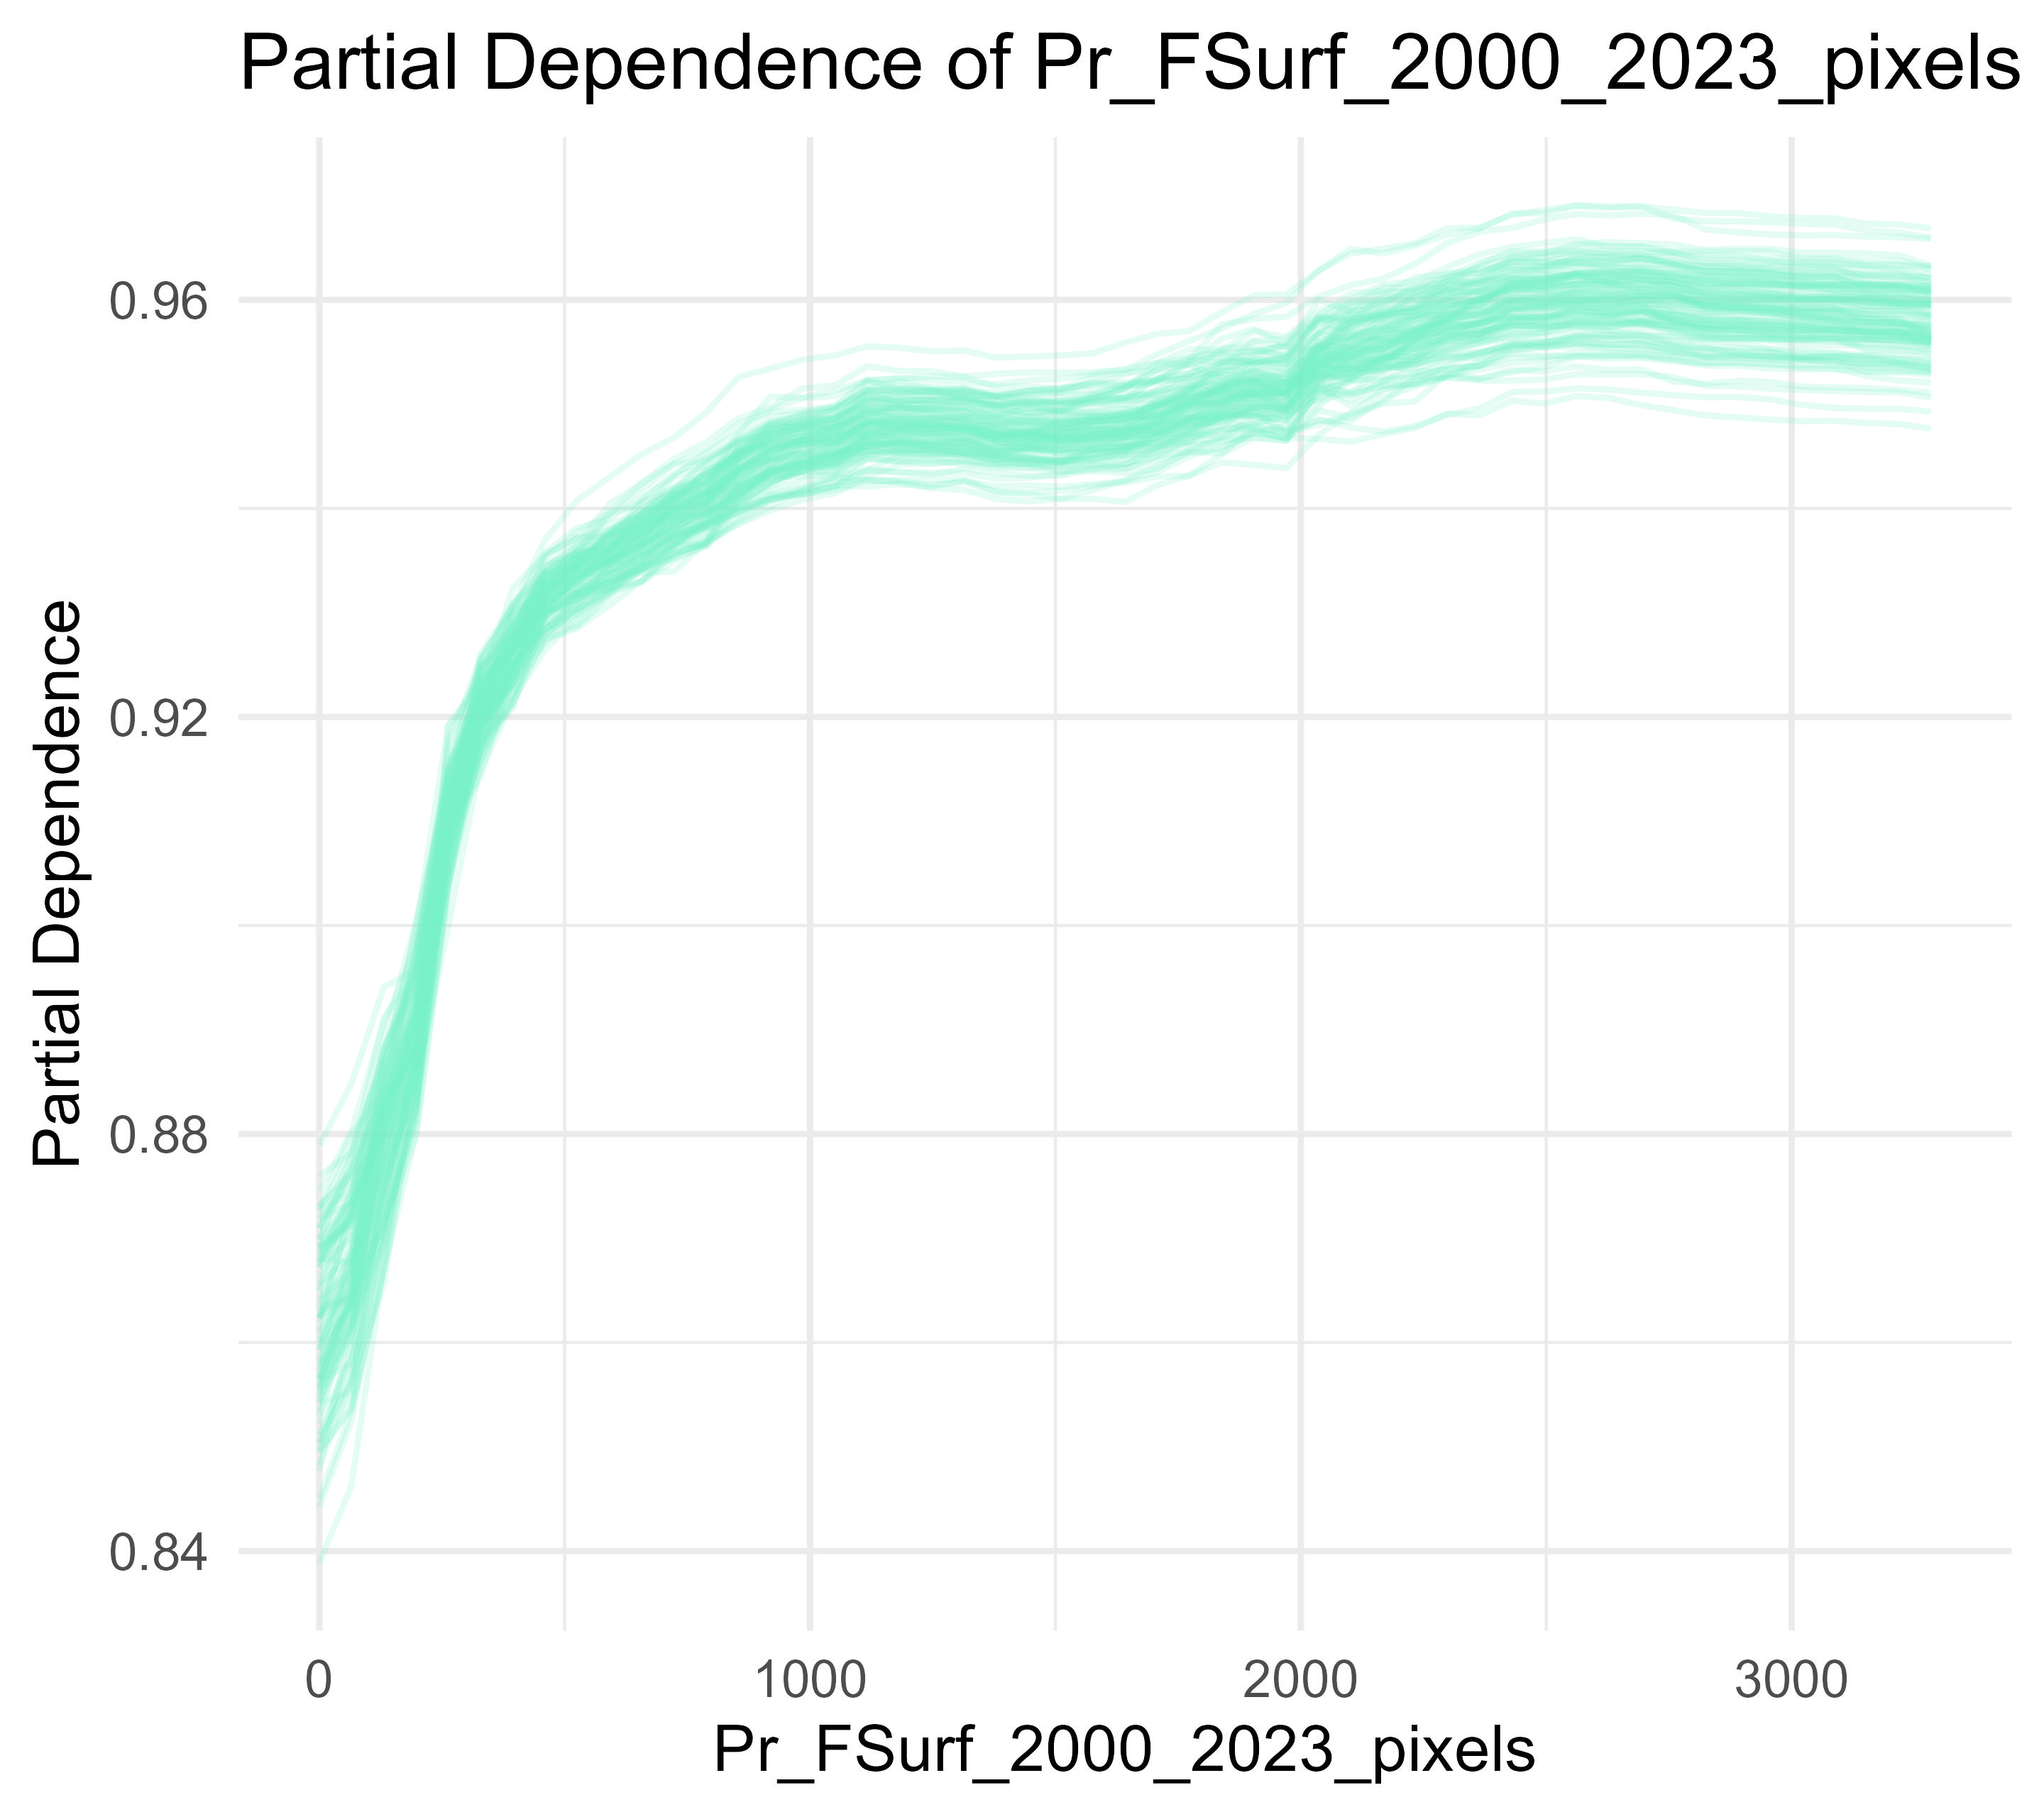 Partial Dependence of Pr_FSurf_2000_2023_pixels
Partial Dependence
0.96
0.92
0.88
0.84
0 1000 2000 3000
Pr_FSurf_2000_2023_pixels